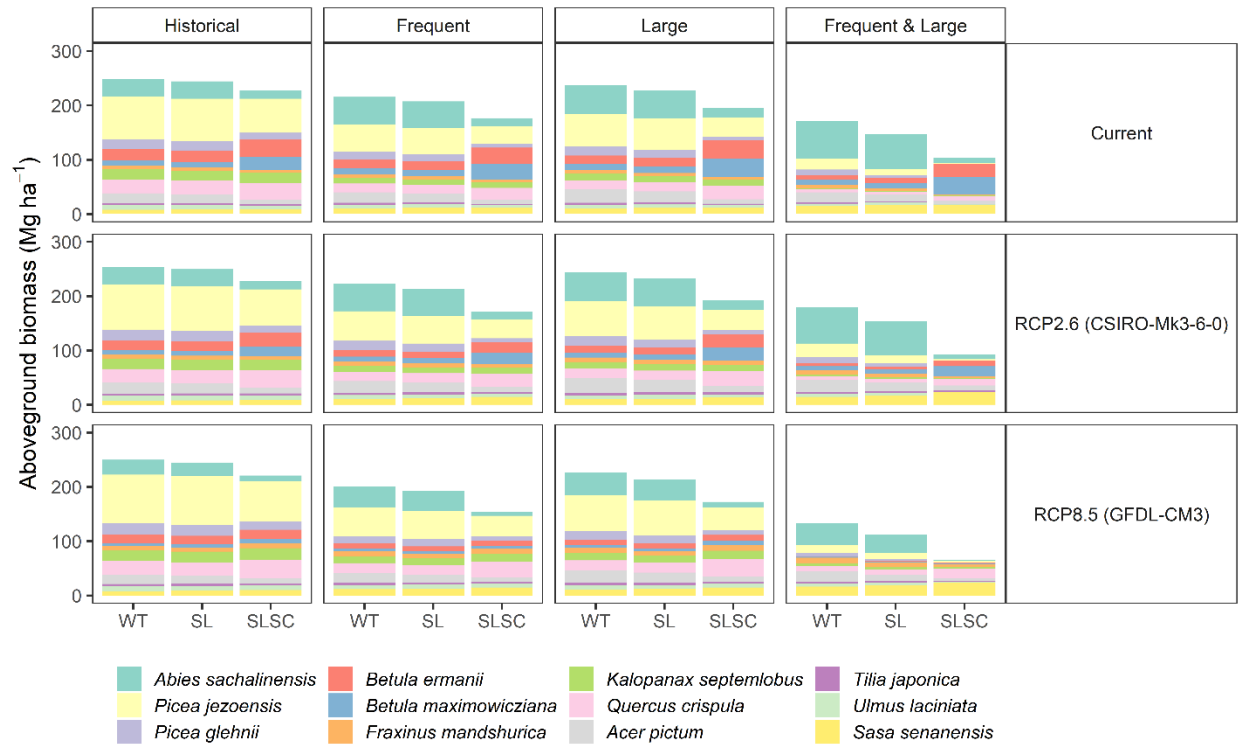 Historical
Frequent
Large
Frequent & Large
Aboveground biomass (Mg ha⁻¹)
300
200
100
0
Current
300
200
100
0
RCP2.6 (CSIRO-Mk3-6-0)
300
200
100
0
RCP8.5 (GFDL-CM3)
WT SL SLSC WT SL SLSC WT SL SLSC WT SL SLSC
Abies sachalinensis Betula ermanii Kalopanax septemlobus Tilia japonica
Picea jezoensis Betula maximowicziana Quercus crispula Ulmus laciniata
Picea glehnii Fraxinus mandshurica Acer pictum Sasa senanensis